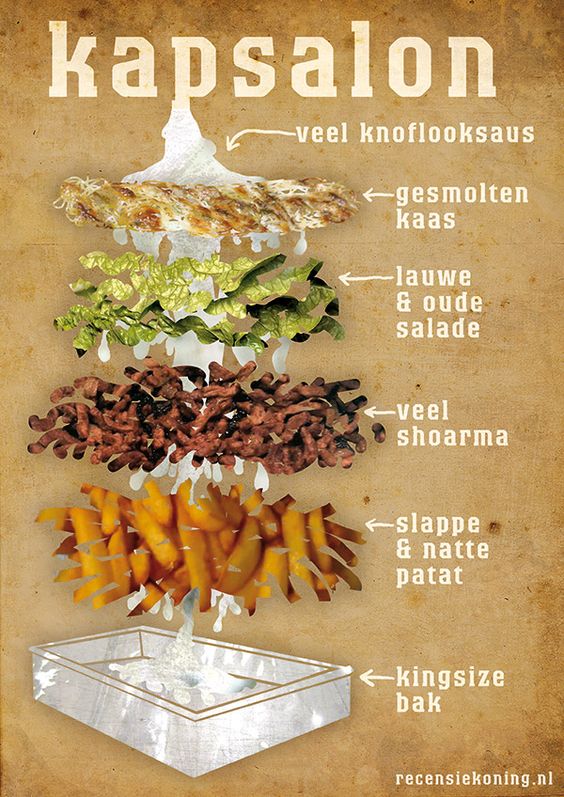 kapsalon
veel knoflooksaus
gesmolten
kaas
lauwe
& oude
salade
veel
shoarma
slappe
& natte
patat
kingsize
bak
recensiekoning.nl